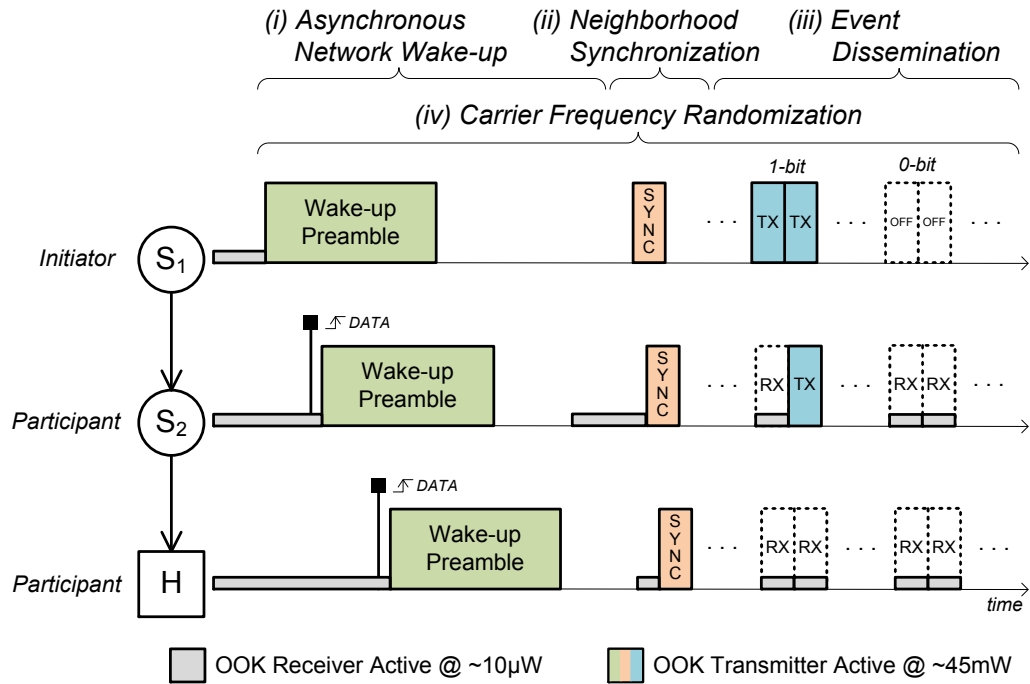 (i) Asynchronous Network Wake-up
(ii) Neighborhood Synchronization
(iii) Event Dissemination
(iv) Carrier Frequency Randomization
1-bit
0-bit
Initiator
S1
Wake-up
Preamble
SYNC
. . .
TX
TX
. . .
OFF
OFF
. . .
DATA
Participant
S2
Wake-up
Preamble
SYNC
. . .
RX
TX
. . .
RX
RX
. . .
DATA
Participant
H
Wake-up
Preamble
SYNC
. . .
RX
RX
. . .
RX
RX
. . .
time
OOK Receiver Active @ ~10µW
OOK Transmitter Active @ ~45mW